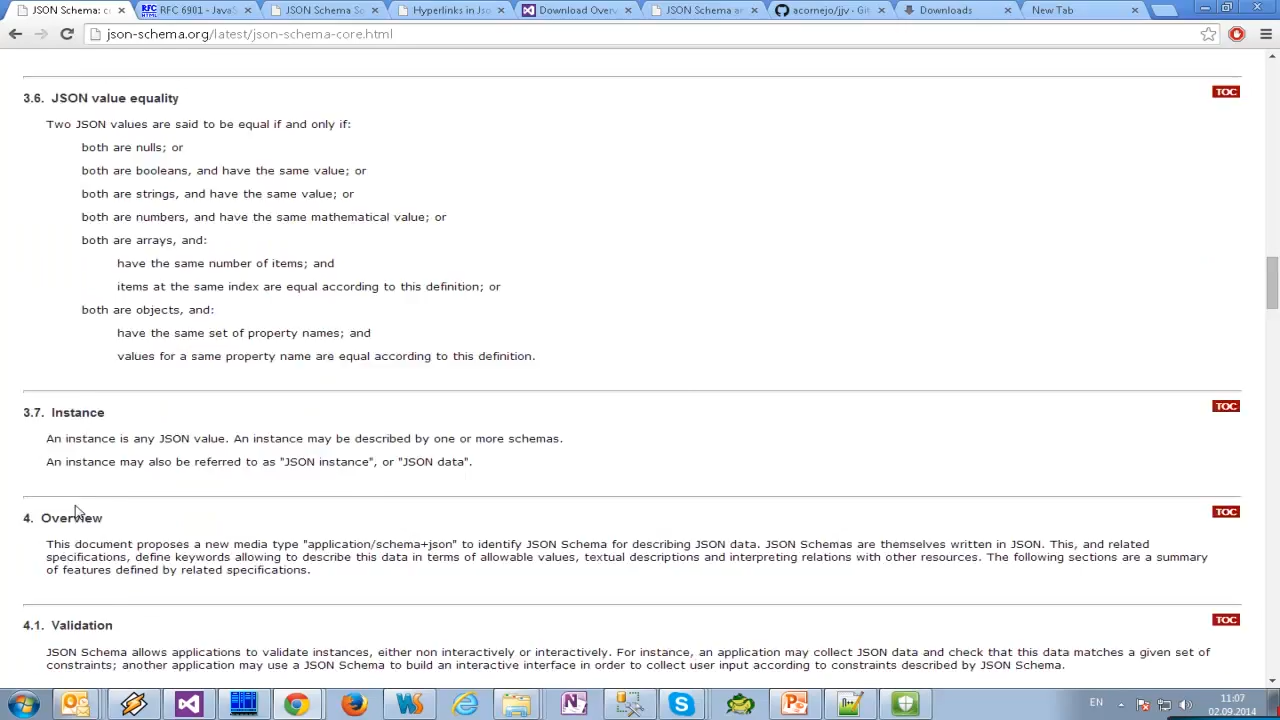 JSON Schema: co
RFC 6901 - JavaS
JSON Schema So
Hyperlinks in Jso
Download Overv
JSON Schema an
acornejo/jjv · Git
Downloads
New Tab
json-schema.org/latest/json-schema-core.html
3.6. JSON value equality
TOC
Two JSON values are said to be equal if and only if:
both are nulls; or
both are booleans, and have the same value; or
both are strings, and have the same value; or
both are numbers, and have the same mathematical value; or
both are arrays, and:
have the same number of items; and
items at the same index are equal according to this definition; or
both are objects, and:
have the same set of property names; and
values for a same property name are equal according to this definition.
3.7. Instance
TOC
An instance is any JSON value. An instance may be described by one or more schemas.
An instance may also be referred to as "JSON instance", or "JSON data".
4. Overview
TOC
This document proposes a new media type "application/schema+json" to identify JSON Schema for describing JSON data. JSON Schemas are themselves written in JSON. This, and related
specifications, define keywords allowing to describe this data in terms of allowable values, textual descriptions and interpreting relations with other resources. The following sections are a summary
of features defined by related specifications.
4.1. Validation
TOC
JSON Schema allows applications to validate instances, either non interactively or interactively. For instance, an application may collect JSON data and check that this data matches a given set of
constraints; another application may use a JSON Schema to build an interactive interface in order to collect user input according to constraints described by JSON Schema.
EN
11:07
02.09.2014